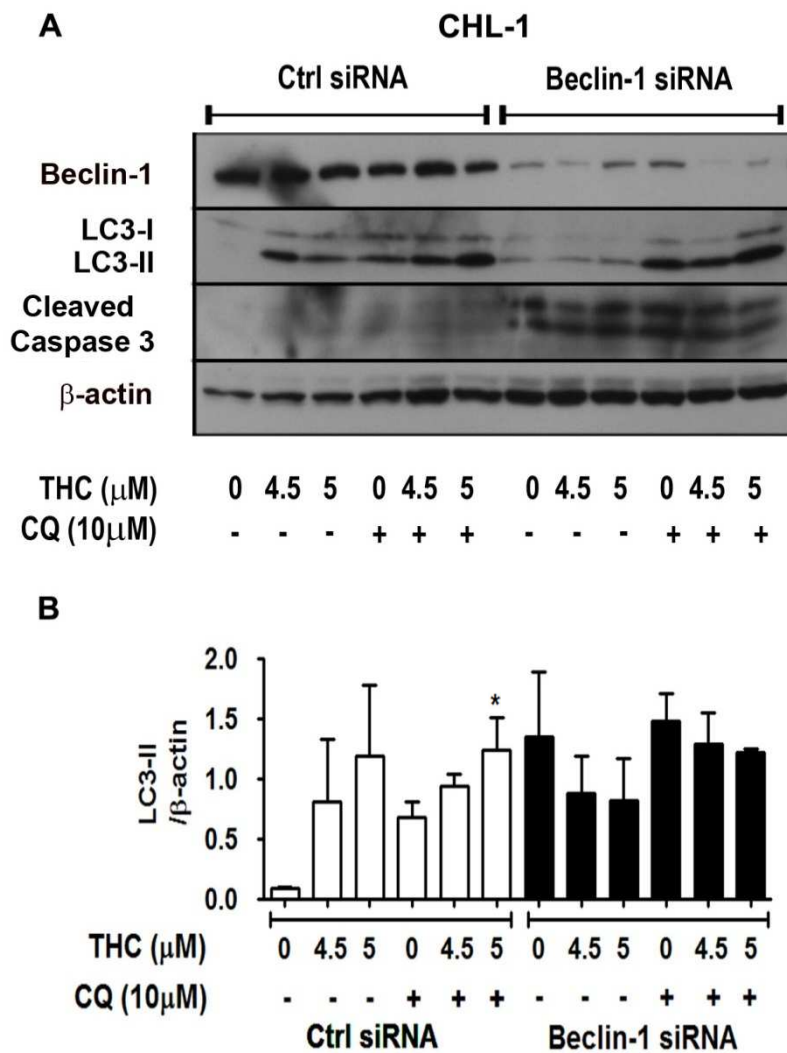 A
CHL-1
Ctrl siRNA Beclin-1 siRNA
Beclin-1
LC3-I
LC3-II
Cleaved
Caspase 3
β-actin
THC (μM) 0 4.5 5 0 4.5 5 0 4.5 5 0 4.5 5
CQ (10μM) - - - + + + - - - + + +
B
LC3-II
/β-actin
2.0
1.5
1.0
0.5
0.0
*
THC (μM) 0 4.5 5 0 4.5 5 0 4.5 5 0 4.5 5
CQ (10μM) - - - + + + - - - + + +
Ctrl siRNA Beclin-1 siRNA